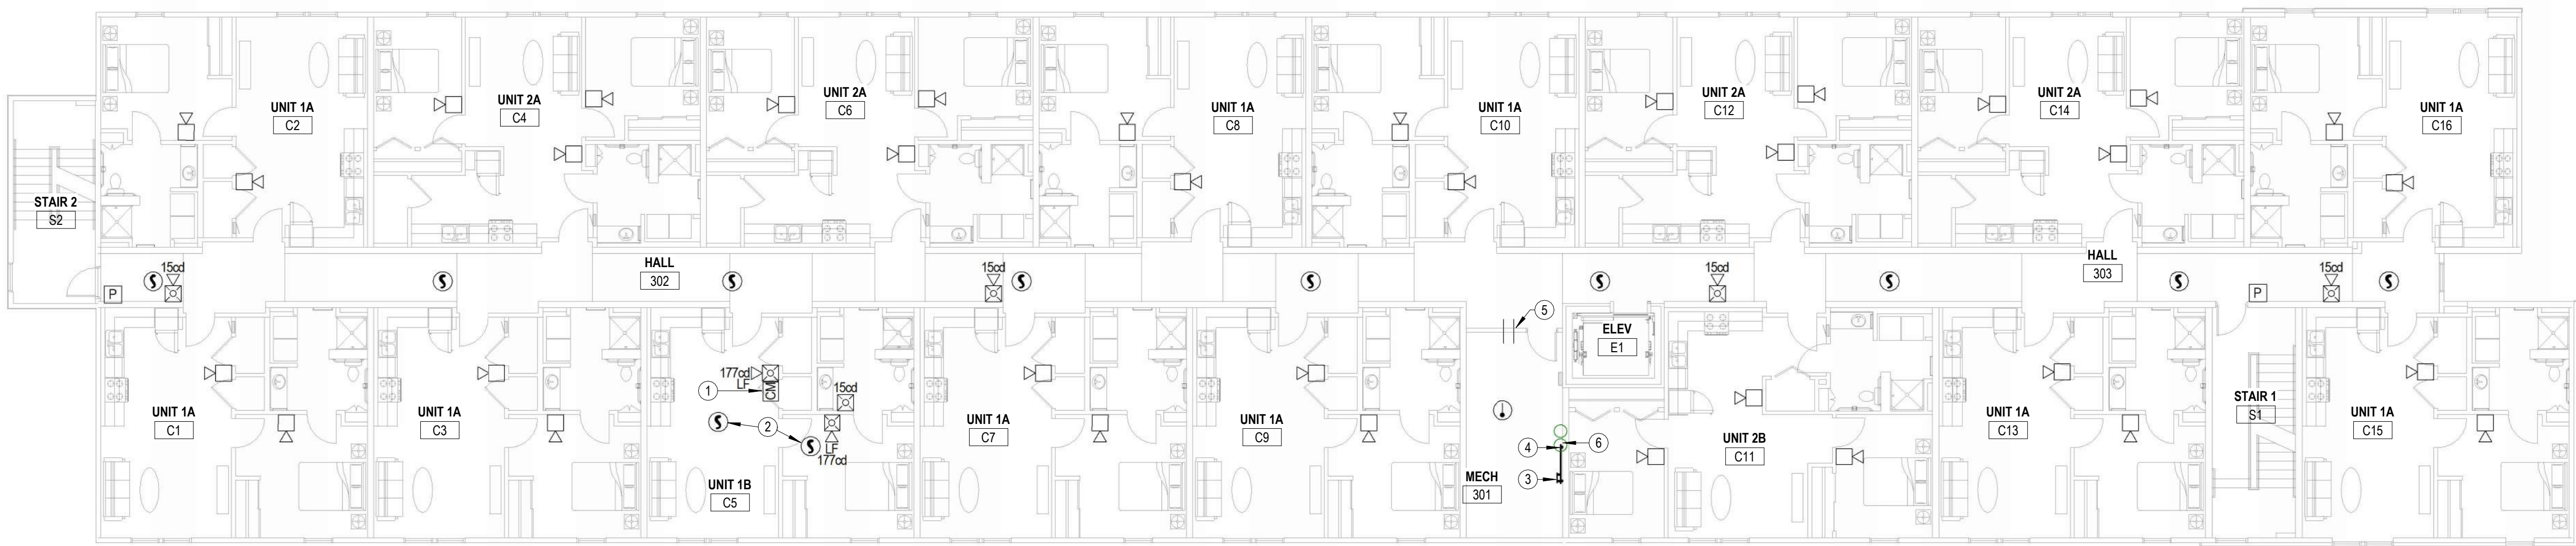 UNIT 1A
C2
UNIT 2A
C4
UNIT 2A
C6
UNIT 1A
C8
UNIT 1A
C10
UNIT 2A
C12
UNIT 2A
C14
UNIT 1A
C16
STAIR 2
S2
15cd
S
P
S
HALL
302
S
15cd
S
S
S
15cd
S
HALL
303
S
P
15cd
S
5
ELEV
E1
177cd
LF
1
CM
15cd
S
2
S
LF
177cd
4
6
3
UNIT 1A
C1
UNIT 1A
C3
UNIT 1B
C5
UNIT 1A
C7
UNIT 1A
C9
MECH
301
UNIT 2B
C11
UNIT 1A
C13
STAIR 1
S1
UNIT 1A
C15